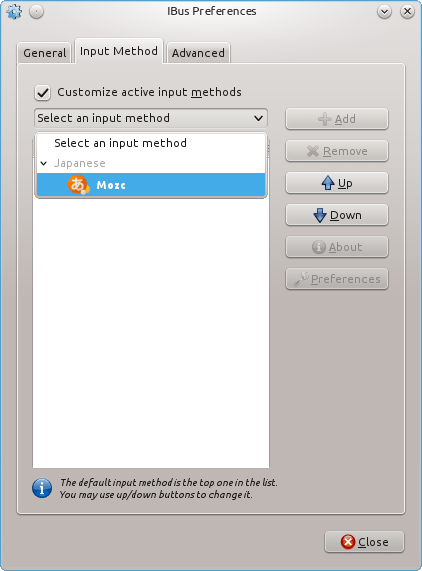 IBus Preferences
General
Input Method
Advanced
Customize active input methods
Select an input method
Add
Select an input method
Remove
Japanese
あ Mozc
Up
Down
About
Preferences
The default input method is the top one in the list.
You may use up/down buttons to change it.
Close